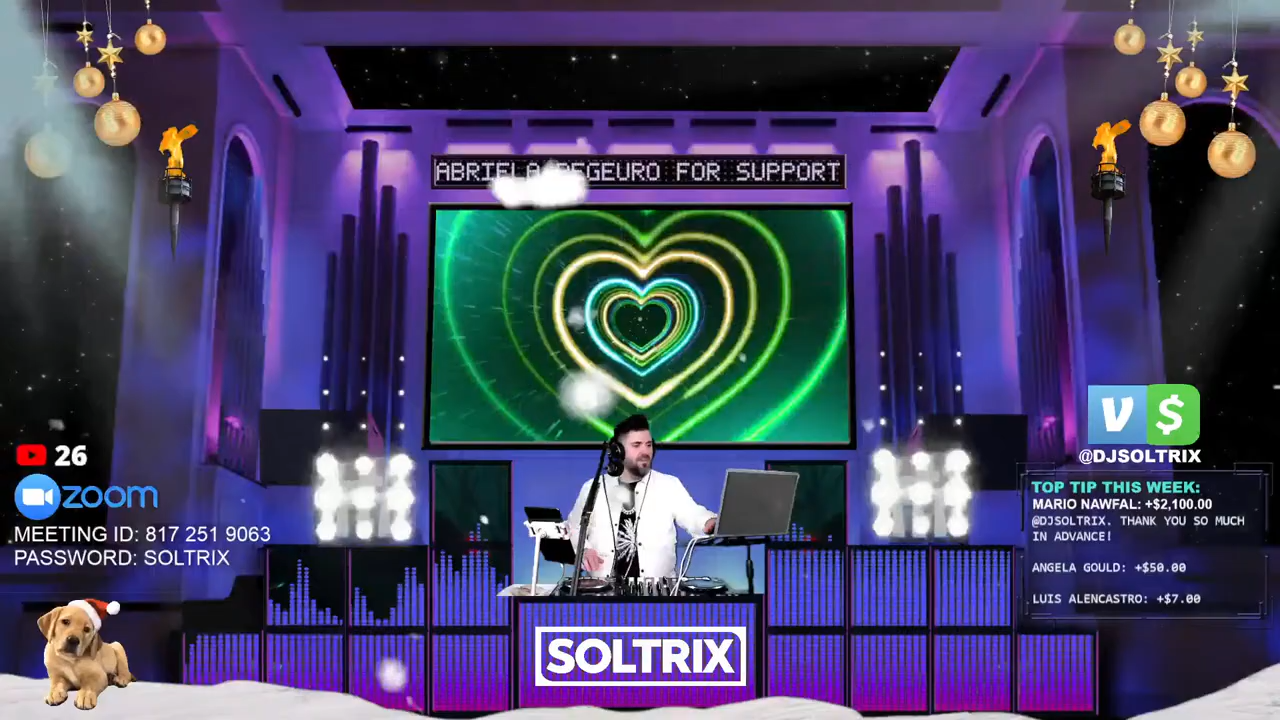 FOR SUPPORT
26
zoom
MEETING ID: 817 251 9063
PASSWORD: SOLTRIX
V $
@DJSOLTRIX
TOP TIP THIS WEEK:
MARIO NAWFAL: +$2,100.00
@DJSOLTRIX. THANK YOU SO MUCH
IN ADVANCE!
ANGELA GOULD: +$50.00
LUIS ALENCASTRO: +$7.00
SOLTRIX